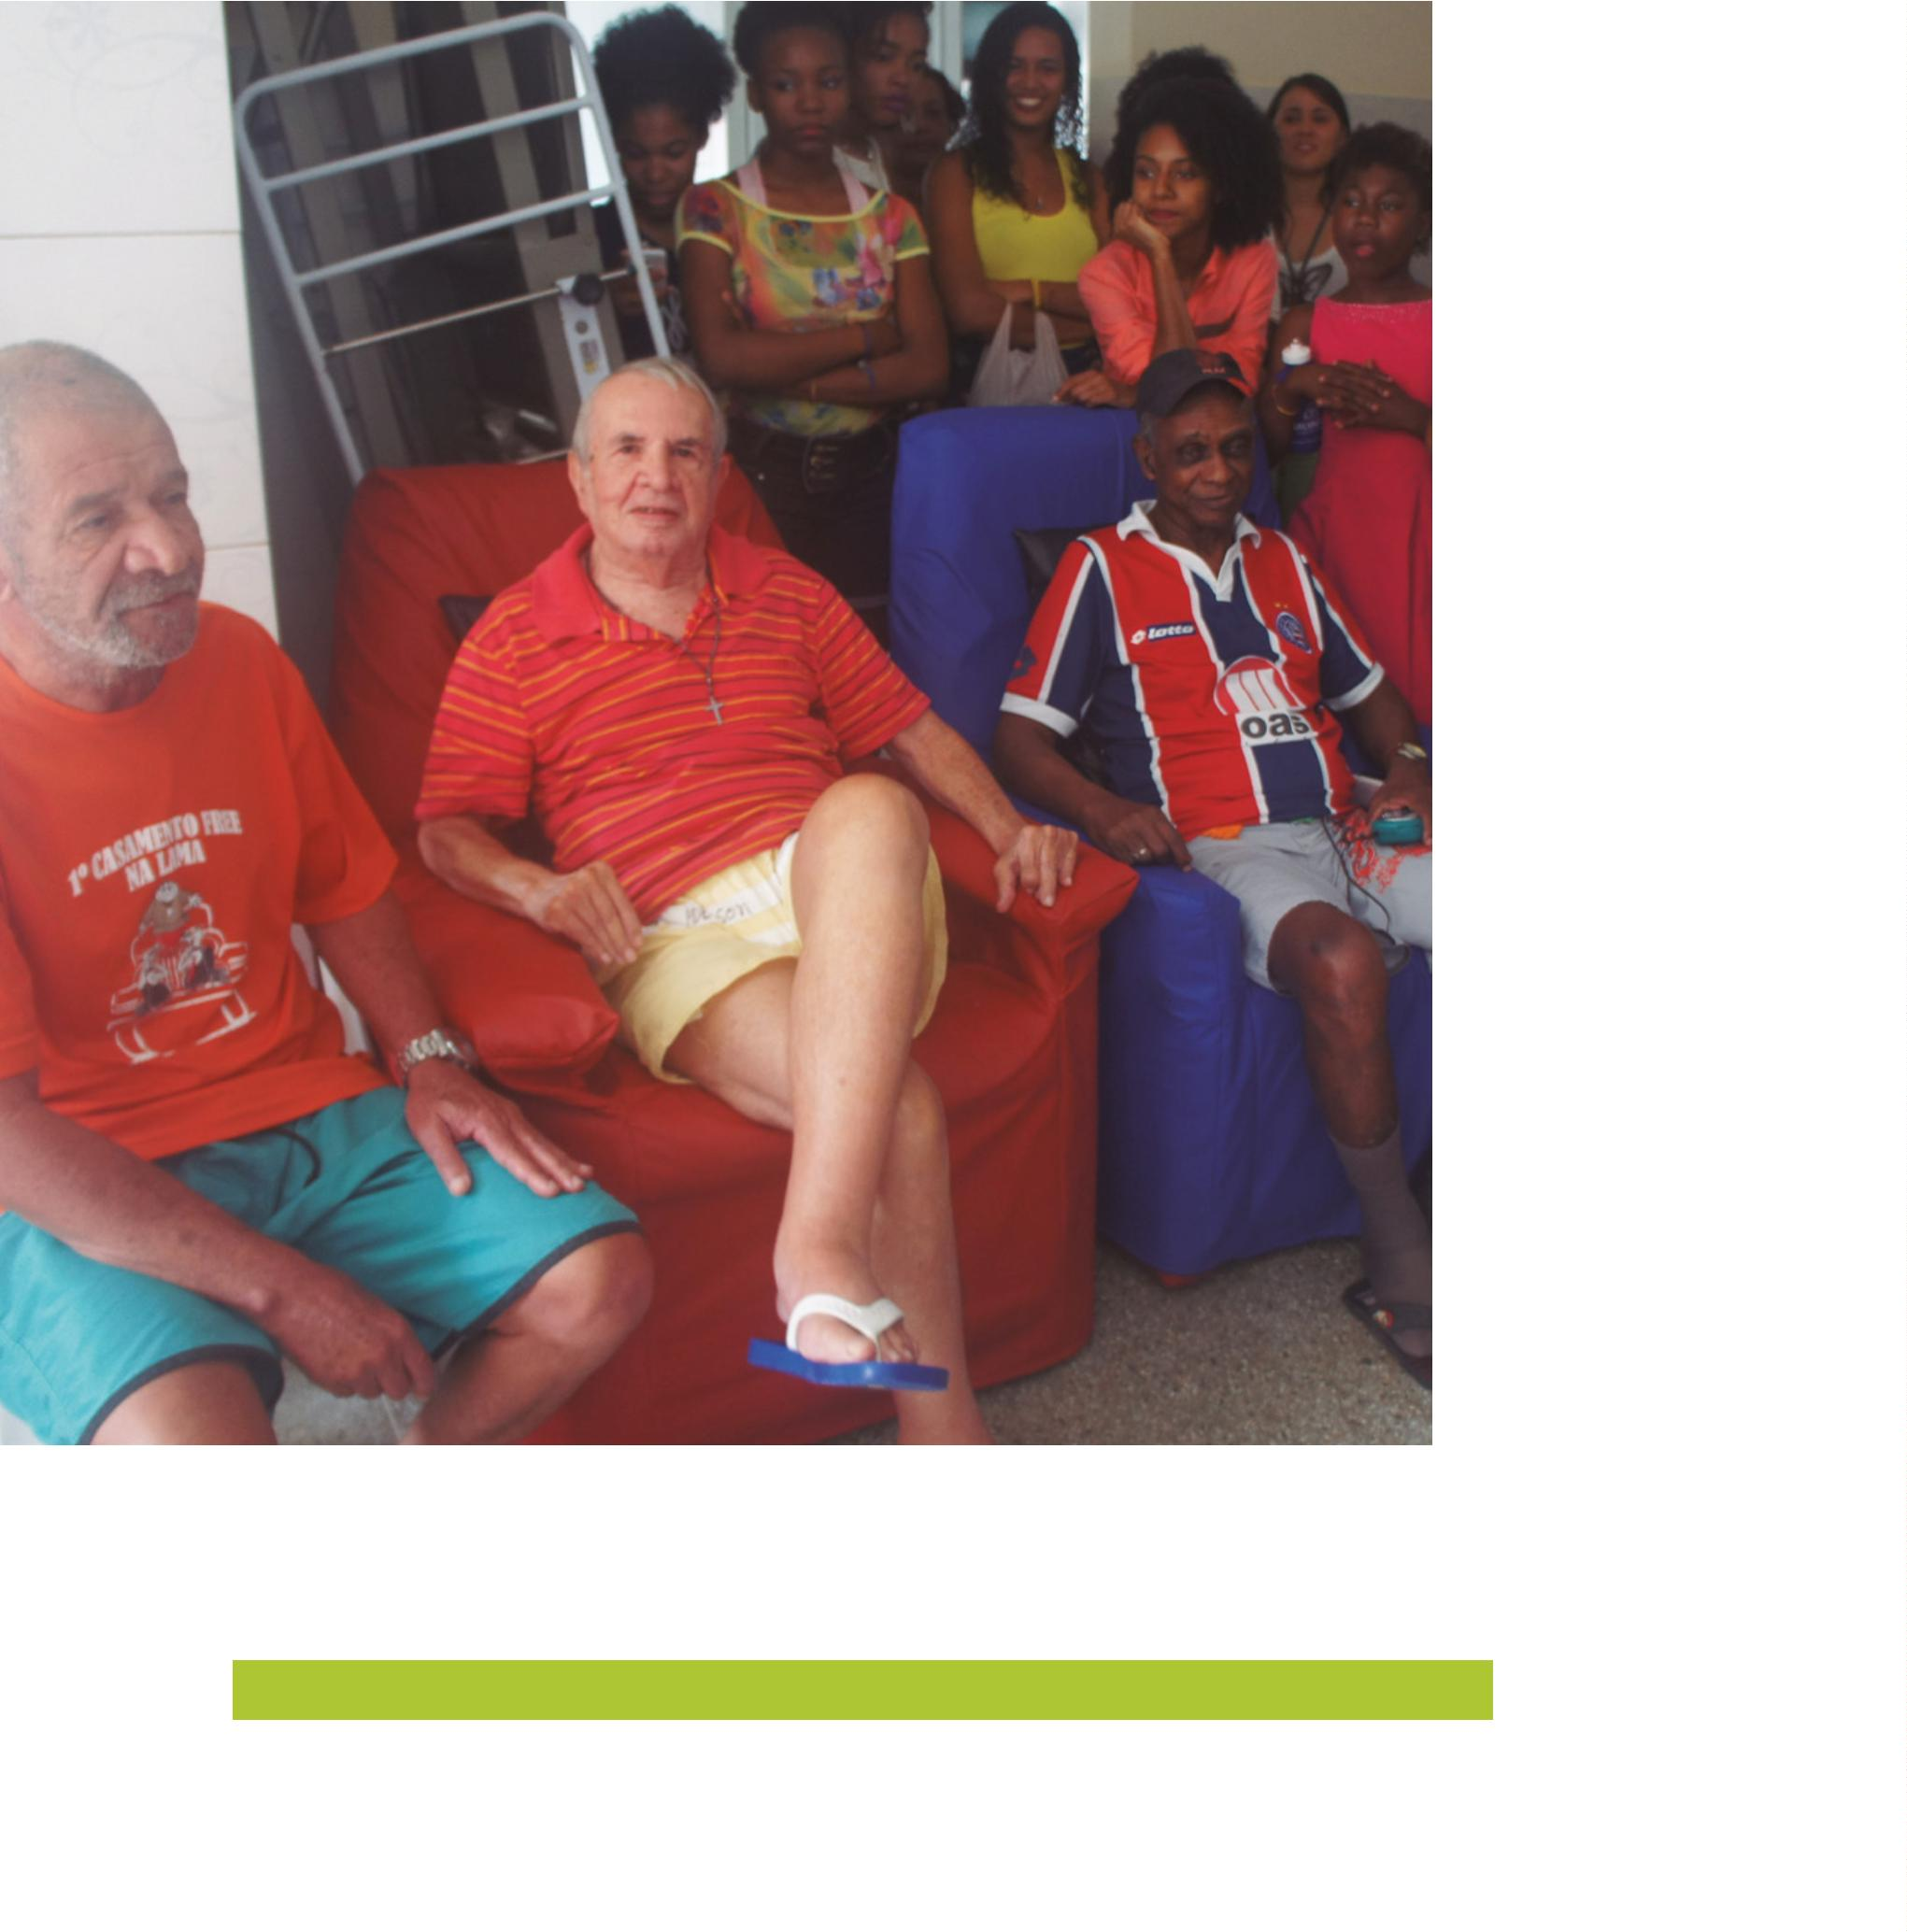 1º CASAMENTO FREE
NA LAMA
lotto
oas